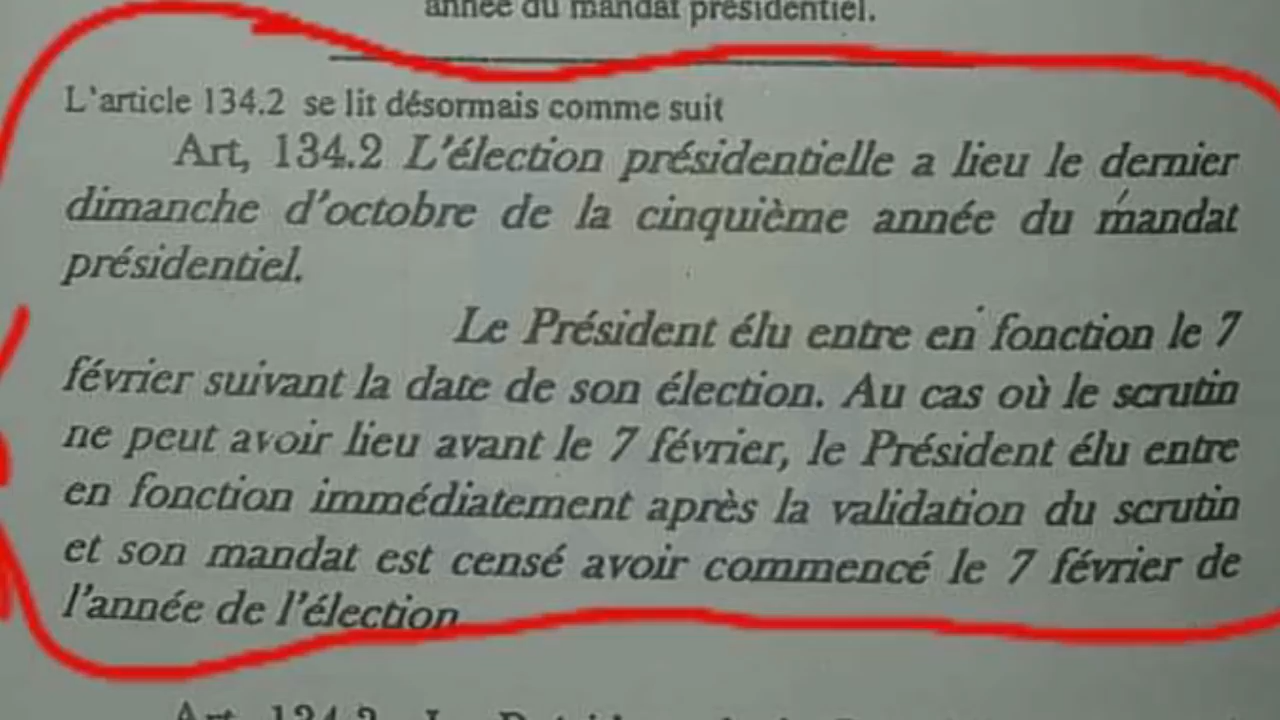 année du mandat présidentiel.
L'article 134.2 se lit désormais comme suit
Art, 134.2 L'élection présidentielle a lieu le dernier
dimanche d'octobre de la cinquième année du mandat
présidentiel.
Le Président élu entre en fonction le 7
février suivant la date de son élection. Au cas où le scrutin
ne peut avoir lieu avant le 7 février, le Président élu entre
en fonction immédiatement après la validation du scrutin
et son mandat est censé avoir commencé le 7 février de
l'année de l'élection